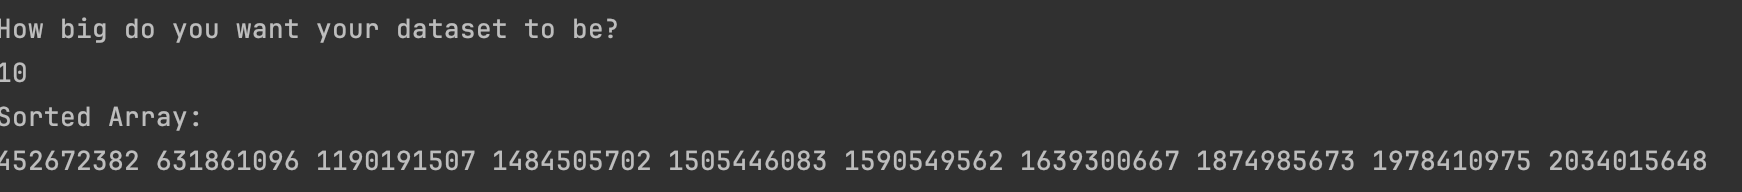 How big do you want your dataset to be?
10
Sorted Array:
452672382 631861096 1190191507 1484505702 1505446083 1590549562 1639300667 1874985673 1978410975 2034015648